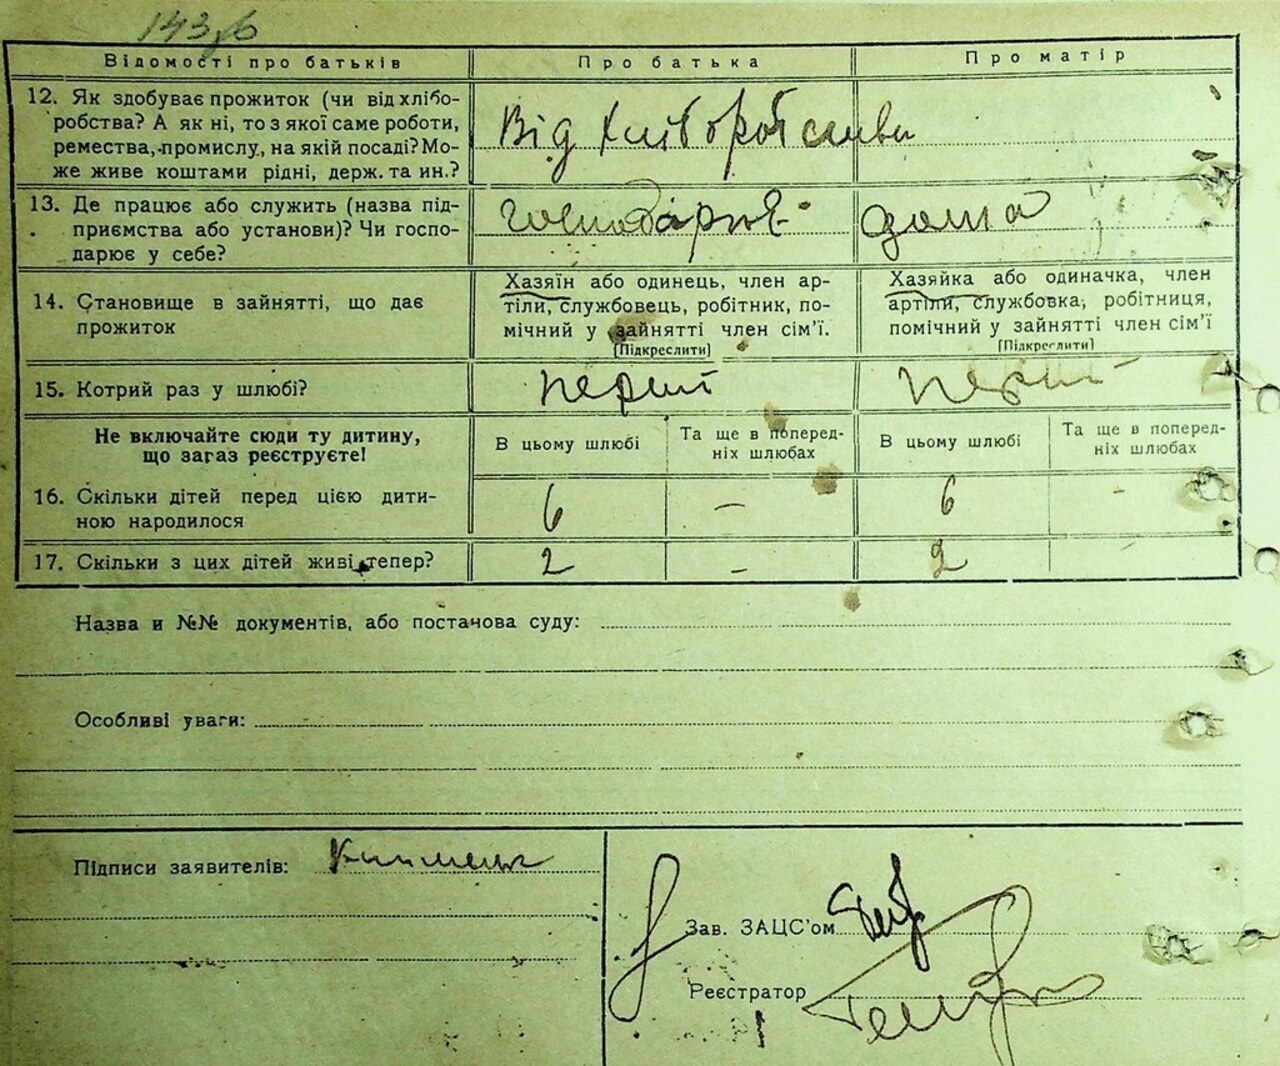 Відомості про батьків Про батька Про матір
12. Як здобуває прожиток (чи від хлібо-
робства? А як ні, то з якої саме роботи,
ремества, промислу, на якій посаді? Мо-
же живе коштами рідні, держ. та ин.?
Від хліборобства
13. Де працює або служить (назва під-
приємства або установи)? Чи госпо-
дарює у себе?
дома
14. Становище в зайнятті, що дає
прожиток
Хазяїн або одинець, член ар-
тіли, службовець, робітник, по-
мічний у зайнятті член сім'ї.
(Підкреслити)
Хазяйка або одиначка, член
артіли, службовка, робітниця,
помічний у зайнятті член сім'ї
(Підкреслити)
15. Котрий раз у шлюбі? перший перший
Не включайте сюди ту дитину,
що зараз реєструєте!
В цьому шлюбі
Та ще в поперед-
ніх шлюбах
В цьому шлюбі
Та ще в поперед-
ніх шлюбах
16. Скільки дітей перед цією дити-
ною народилося
6 – 6 -
17. Скільки з цих дітей живі тепер? 2 – 2
Назва и №№ документів, або постанова суду:
Особливі уваги:
Підписи заявителів:
Зав. ЗАЦС'ом
Реєстратор